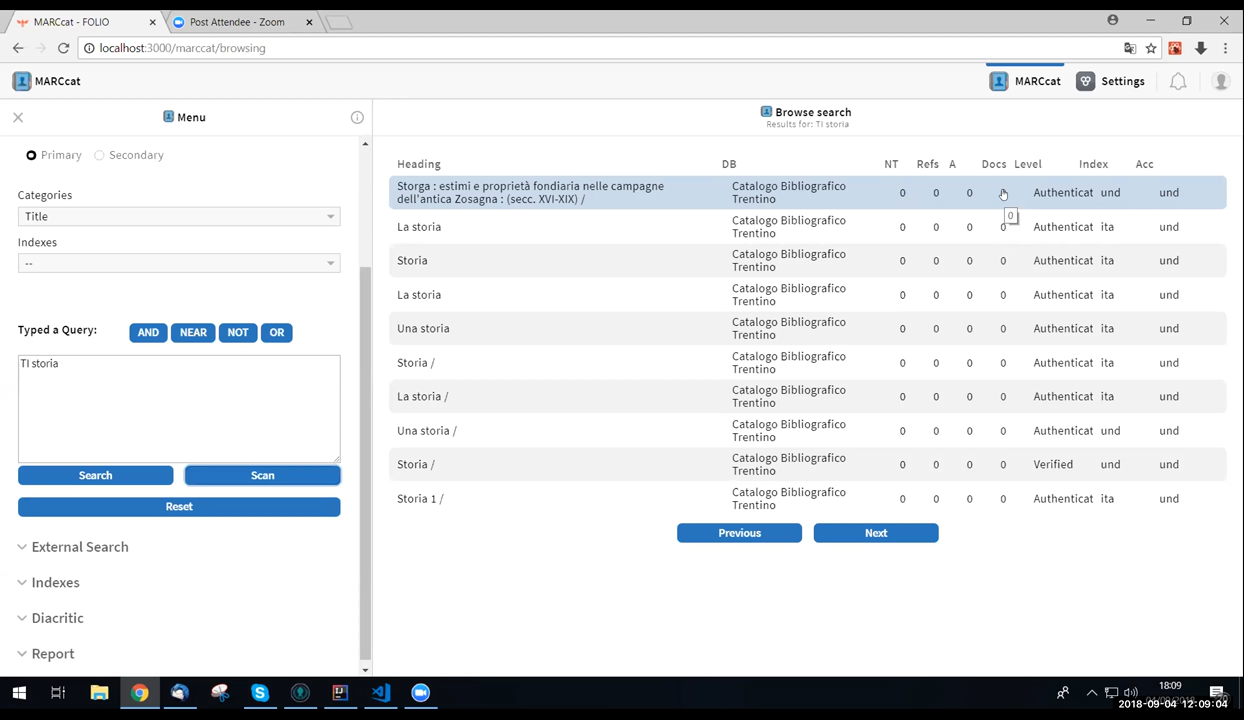 MARCcat - FOLIO
Post Attendee - Zoom
localhost:3000/marccat/browsing
MARCcat
MARCcat
Settings
Menu
Browse search
Results for: TI storia
Primary
Secondary
Categories
Title
Indexes
--
Typed a Query:
AND
NEAR
NOT
OR
TI storia
Search
Scan
Reset
External Search
Indexes
Diacritic
Report
Heading DB NT Refs A Docs Level Index Acc
Storga : estimi e proprietà fondiaria nelle campagne dell'antica Zosagna : (secc. XVI-XIX) / Catalogo Bibliografico Trentino 0 0 0 Authenticat und und
0
La storia Catalogo Bibliografico Trentino 0 0 0 0 Authenticat ita und
Storia Catalogo Bibliografico Trentino 0 0 0 0 Authenticat ita und
La storia Catalogo Bibliografico Trentino 0 0 0 0 Authenticat ita und
Una storia Catalogo Bibliografico Trentino 0 0 0 0 Authenticat ita und
Storia / Catalogo Bibliografico Trentino 0 0 0 0 Authenticat ita und
La storia / Catalogo Bibliografico Trentino 0 0 0 0 Authenticat ita und
Una storia / Catalogo Bibliografico Trentino 0 0 0 0 Authenticat und und
Storia / Catalogo Bibliografico Trentino 0 0 0 0 Verified und und
Storia 1 / Catalogo Bibliografico Trentino 0 0 0 0 Authenticat ita und
Previous
Next
18:09
2018-09-04 12:09:04